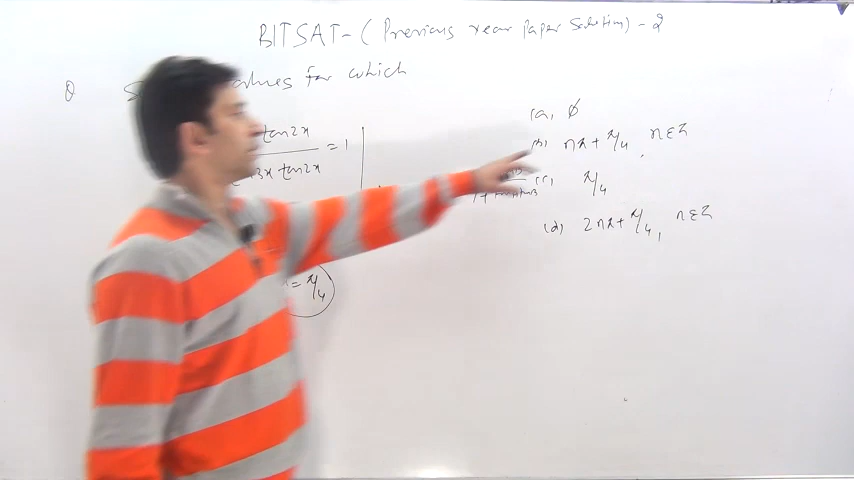 BITSAT - (Previous year Paper Solution) - 2
Q S values for which
tan2x
= 1
3x tan2x
= π/4
(a) ϕ
(b) nπ + π/4, n ∈ Z
(c) π/4
(d) 2nπ + π/4, n ∈ Z